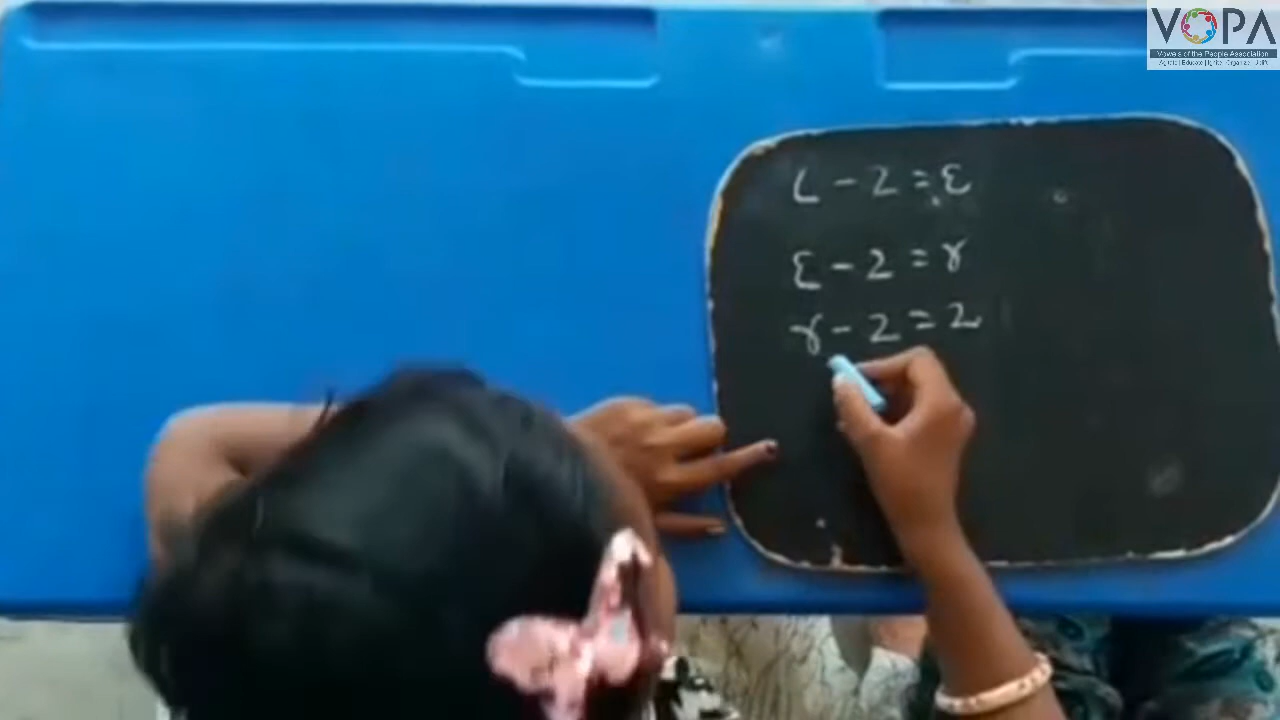 VOPA
Vowels of the People Association
८ - २ = ६
६ - २ = ४
४ - २ = २